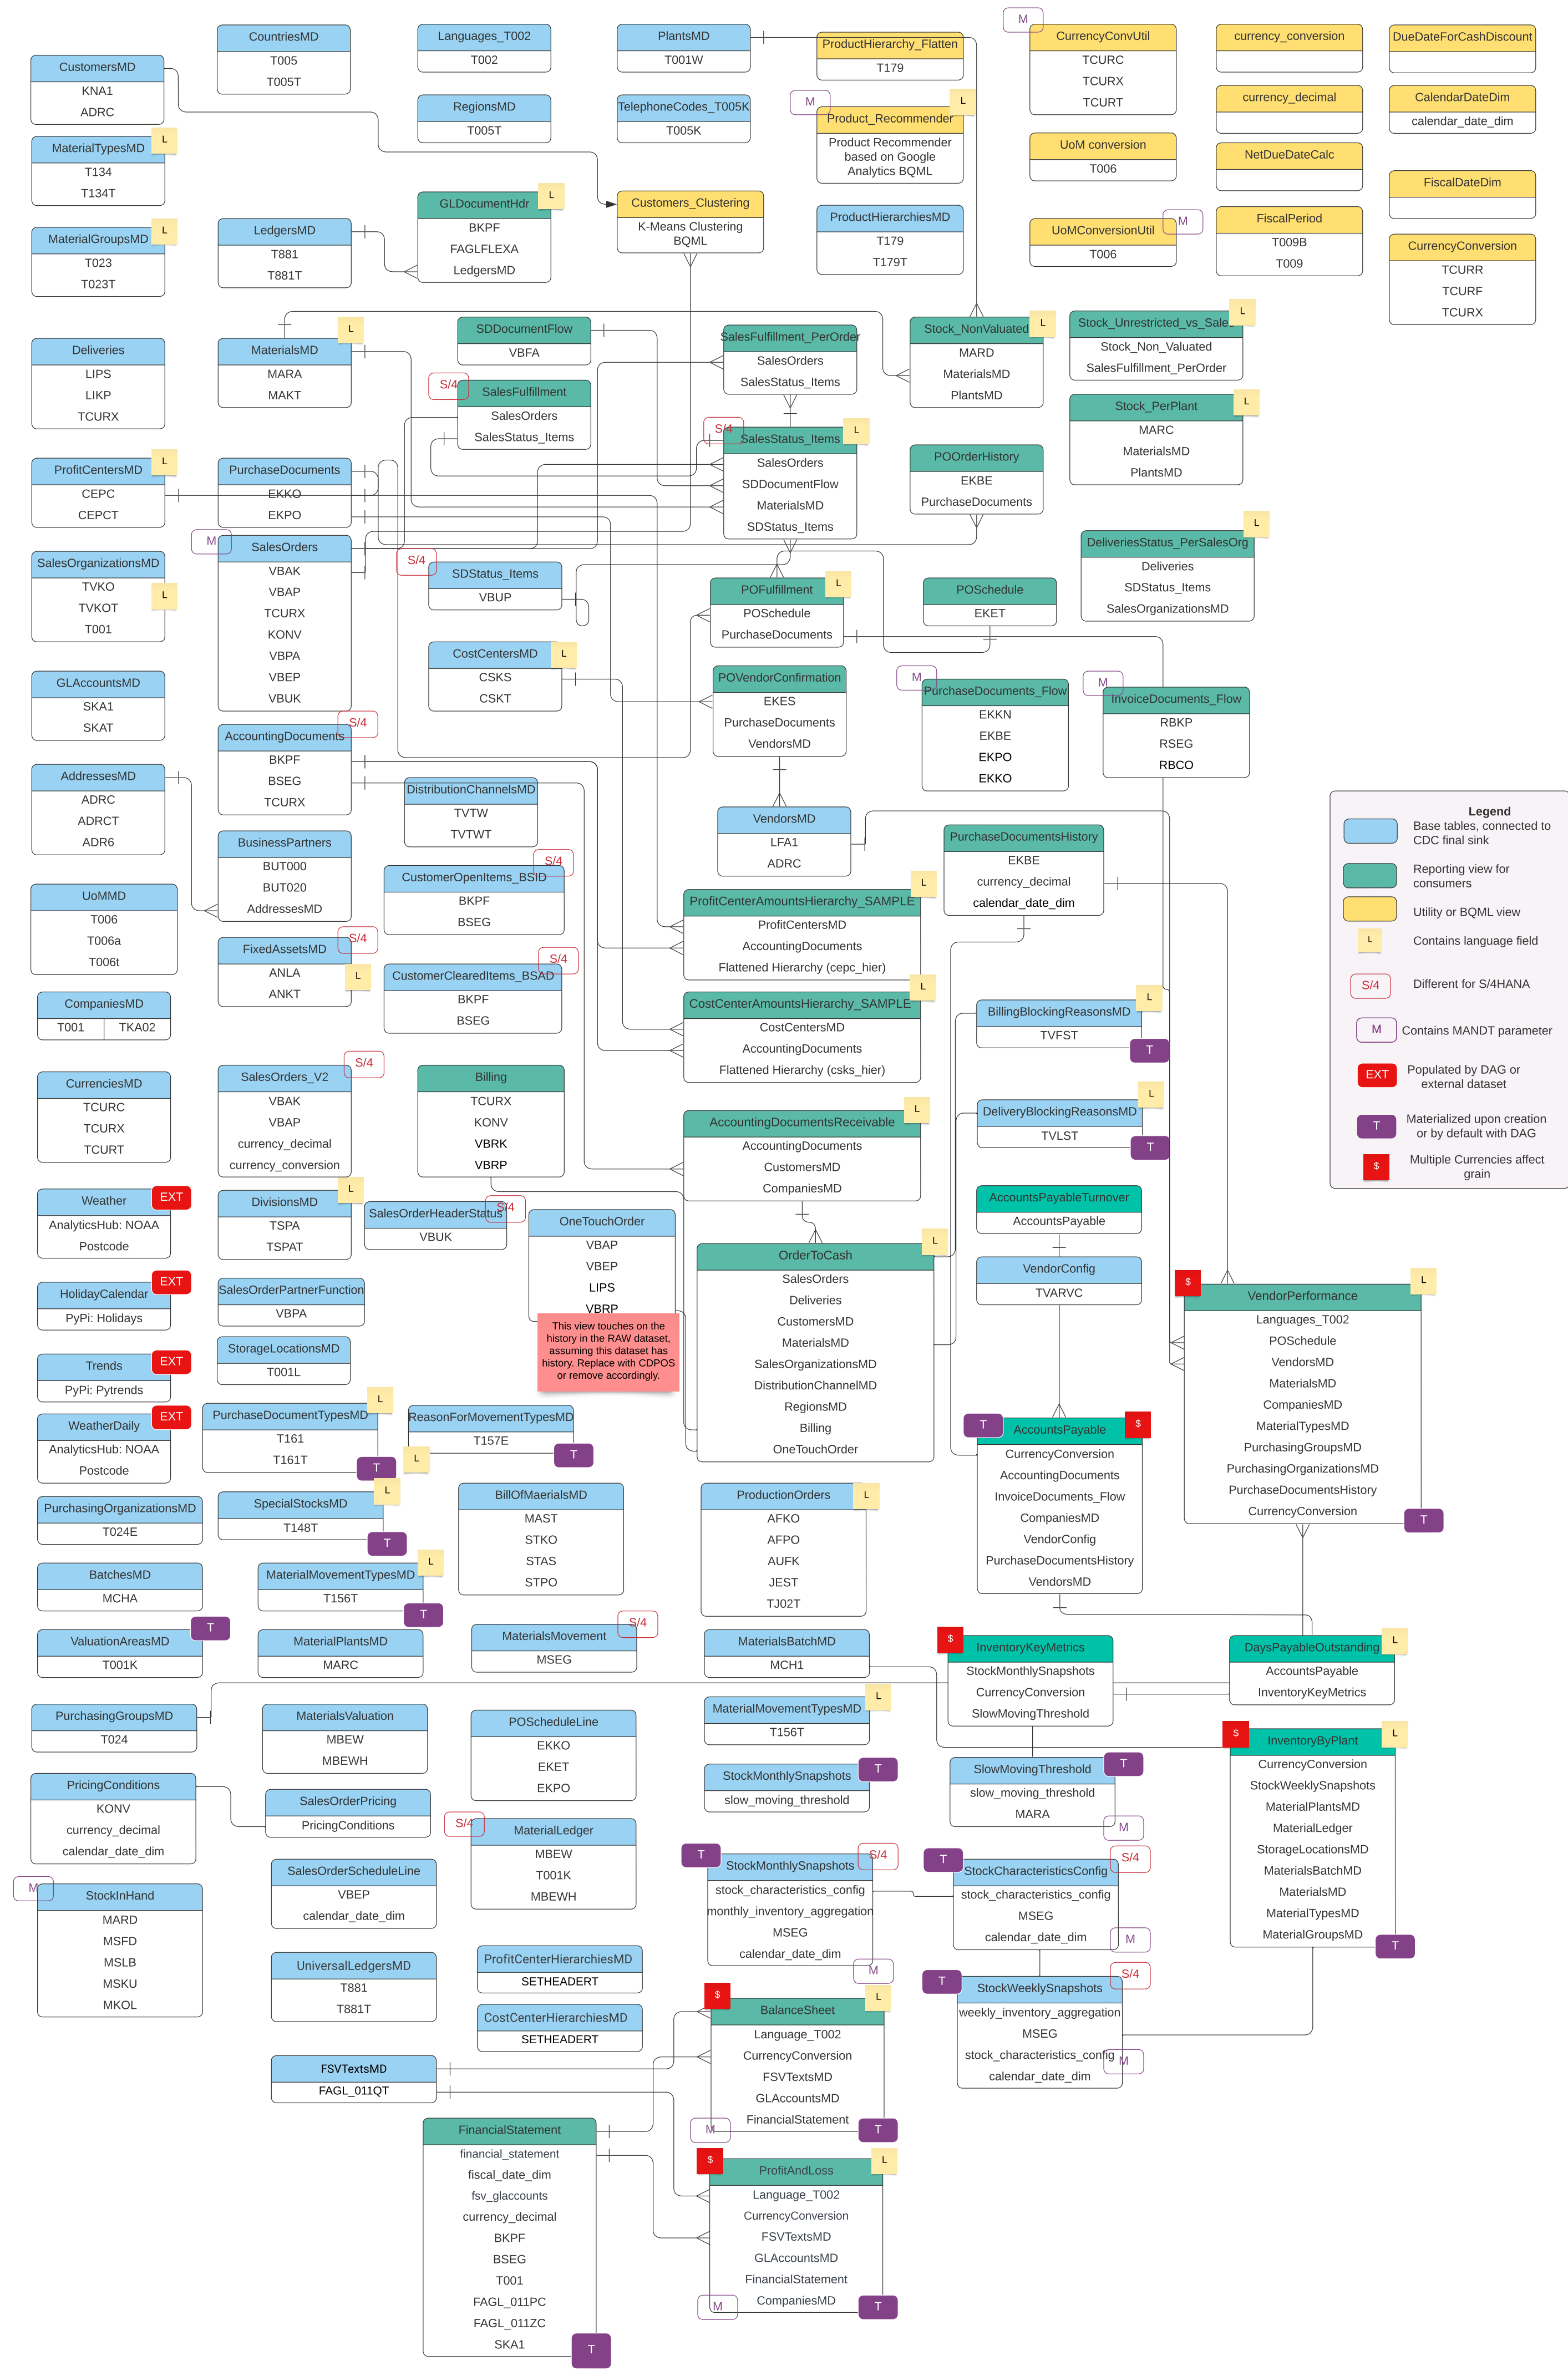 CustomersMD
KNA1
ADRC
CountriesMD
T005
T005T
Languages_T002
T002
PlantsMD
T001W
ProductHierarchy_Flatten
T179
M
CurrencyConvUtil
TCURC
TCURX
TCURT
currency_conversion
DueDateForCashDiscount
RegionsMD
T005T
TelephoneCodes_T005K
T005K
M
L
Product_Recommender
Product Recommender
based on Google
Analytics BQML
currency_decimal
CalendarDateDim
calendar_date_dim
MaterialTypesMD
L
T134
T134T
UoM conversion
T006
NetDueDateCalc
FiscalDateDim
MaterialGroupsMD
L
T023
T023T
LedgersMD
T881
T881T
GLDocumentHdr
L
BKPF
FAGLFLEXA
LedgersMD
Customers_Clustering
K-Means Clustering
BQML
ProductHierarchiesMD
T179
T179T
UoMConversionUtil
M
T006
FiscalPeriod
T009B
T009
CurrencyConversion
TCURR
TCURF
TCURX
Deliveries
LIPS
LIKP
TCURX
MaterialsMD
L
MARA
MAKT
SDDocumentFlow
VBFA
S/4
SalesFulfillment
SalesOrders
SalesStatus_Items
SalesFulfillment_PerOrder
SalesOrders
SalesStatus_Items
Stock_NonValuated
L
MARD
MaterialsMD
PlantsMD
Stock_Unrestricted_vs_Sales
L
Stock_Non_Valuated
SalesFulfillment_PerOrder
Stock_PerPlant
L
MARC
MaterialsMD
PlantsMD
ProfitCentersMD
L
CEPC
CEPCT
PurchaseDocuments
EKKO
EKPO
S/4
SalesStatus_Items
L
SalesOrders
SDDocumentFlow
MaterialsMD
SDStatus_Items
POOrderHistory
EKBE
PurchaseDocuments
DeliveriesStatus_PerSalesOrg
L
Deliveries
SDStatus_Items
SalesOrganizationsMD
SalesOrganizationsMD
TVKO
TVKOT
T001
L
M
SalesOrders
VBAK
VBAP
TCURX
KONV
VBPA
VBEP
VBUK
S/4
SDStatus_Items
VBUP
CostCentersMD
L
CSKS
CSKT
POFulfillment
L
POSchedule
PurchaseDocuments
POSchedule
EKET
GLAccountsMD
SKA1
SKAT
POVendorConfirmation
EKES
PurchaseDocuments
VendorsMD
M
PurchaseDocuments_Flow
EKKN
EKBE
EKPO
EKKO
M
InvoiceDocuments_Flow
RBKP
RSEG
RBCO
AddressesMD
ADRC
ADRCT
ADR6
S/4
AccountingDocuments
BKPF
BSEG
TCURX
DistributionChannelsMD
TVTW
TVTWT
VendorsMD
LFA1
ADRC
PurchaseDocumentsHistory
EKBE
currency_decimal
calendar_date_dim
Legend
Base tables, connected to
CDC final sink
Reporting view for
consumers
Utility or BQML view
L
Contains language field
S/4
Different for S/4HANA
M
Contains MANDT parameter
EXT
Populated by DAG or
external dataset
T
Materialized upon creation
or by default with DAG
$
Multiple Currencies affect
grain
UoMMD
T006
T006a
T006t
BusinessPartners
BUT000
BUT020
AddressesMD
S/4
CustomerOpenItems_BSID
BKPF
BSEG
L
ProfitCenterAmountsHierarchy_SAMPLE
ProfitCentersMD
AccountingDocuments
Flattened Hierarchy (cepc_hier)
S/4
FixedAssetsMD
L
ANLA
ANKT
S/4
CustomerClearedItems_BSAD
BKPF
BSEG
L
CostCenterAmountsHierarchy_SAMPLE
CostCentersMD
AccountingDocuments
Flattened Hierarchy (csks_hier)
BillingBlockingReasonsMD
L
TVFST
T
CompaniesMD
T001
TKA02
CurrenciesMD
TCURC
TCURX
TCURT
S/4
SalesOrders_V2
VBAK
VBAP
currency_decimal
currency_conversion
Billing
TCURX
KONV
VBRK
VBRP
L
AccountingDocumentsReceivable
AccountingDocuments
CustomersMD
CompaniesMD
DeliveryBlockingReasonsMD
L
TVLST
T
Weather
EXT
AnalyticsHub: NOAA
Postcode
DivisionsMD
L
TSPA
TSPAT
S/4
SalesOrderHeaderStatus
VBUK
OneTouchOrder
VBAP
VBEP
LIPS
VBRP
This view touches on the
history in the RAW dataset,
assuming this dataset has
history. Replace with CDPOS
or remove accordingly.
OrderToCash
L
SalesOrders
Deliveries
CustomersMD
MaterialsMD
SalesOrganizationsMD
DistributionChannelMD
RegionsMD
Billing
OneTouchOrder
AccountsPayableTurnover
AccountsPayable
VendorConfig
TVARVC
$
VendorPerformance
L
Languages_T002
POSchedule
VendorsMD
MaterialsMD
CompaniesMD
MaterialTypesMD
PurchasingGroupsMD
PurchasingOrganizationsMD
PurchaseDocumentsHistory
CurrencyConversion
T
HolidayCalendar
EXT
PyPi: Holidays
SalesOrderPartnerFunction
VBPA
Trends
EXT
PyPi: Pytrends
StorageLocationsMD
T001L
WeatherDaily
EXT
AnalyticsHub: NOAA
Postcode
PurchaseDocumentTypesMD
L
T161
T161T
T
ReasonForMovementTypesMD
T157E
L
T
T
AccountsPayable
$
CurrencyConversion
AccountingDocuments
InvoiceDocuments_Flow
CompaniesMD
VendorConfig
PurchaseDocumentsHistory
VendorsMD
PurchasingOrganizationsMD
T024E
SpecialStocksMD
L
T148T
T
BillOfMaerialsMD
MAST
STKO
STAS
STPO
ProductionOrders
L
AFKO
AFPO
AUFK
JEST
TJ02T
BatchesMD
MCHA
MaterialMovementTypesMD
L
T156T
T
ValuationAreasMD
T
T001K
MaterialPlantsMD
MARC
MaterialsMovement
S/4
MSEG
MaterialsBatchMD
MCH1
$
InventoryKeyMetrics
StockMonthlySnapshots
CurrencyConversion
SlowMovingThreshold
DaysPayableOutstanding
L
AccountsPayable
InventoryKeyMetrics
PurchasingGroupsMD
T024
MaterialsValuation
MBEW
MBEWH
POScheduleLine
EKKO
EKET
EKPO
MaterialMovementTypesMD
L
T156T
$
InventoryByPlant
L
CurrencyConversion
StockWeeklySnapshots
MaterialPlantsMD
MaterialLedger
StorageLocationsMD
MaterialsBatchMD
MaterialsMD
MaterialTypesMD
MaterialGroupsMD
T
PricingConditions
KONV
currency_decimal
calendar_date_dim
SalesOrderPricing
PricingConditions
StockMonthlySnapshots
T
slow_moving_threshold
SlowMovingThreshold
T
slow_moving_threshold
MARA
M
S/4
MaterialLedger
MBEW
T001K
MBEWH
M
StockInHand
MARD
MSFD
MSLB
MSKU
MKOL
SalesOrderScheduleLine
VBEP
calendar_date_dim
T
StockMonthlySnapshots
S/4
stock_characteristics_config
monthly_inventory_aggregation
MSEG
calendar_date_dim
M
T
StockCharacteristicsConfig
S/4
stock_characteristics_config
MSEG
calendar_date_dim
M
UniversalLedgersMD
T881
T881T
ProfitCenterHierarchiesMD
SETHEADERT
CostCenterHierarchiesMD
SETHEADERT
T
StockWeeklySnapshots
S/4
weekly_inventory_aggregation
MSEG
stock_characteristics_config
calendar_date_dim
M
FSVTextsMD
FAGL_011QT
$
BalanceSheet
L
Language_T002
CurrencyConversion
FSVTextsMD
GLAccountsMD
FinancialStatement
M
T
FinancialStatement
financial_statement
fiscal_date_dim
fsv_glaccounts
currency_decimal
BKPF
BSEG
T001
FAGL_011PC
FAGL_011ZC
SKA1
T
$
ProfitAndLoss
L
Language_T002
CurrencyConversion
FSVTextsMD
GLAccountsMD
FinancialStatement
CompaniesMD
M
T